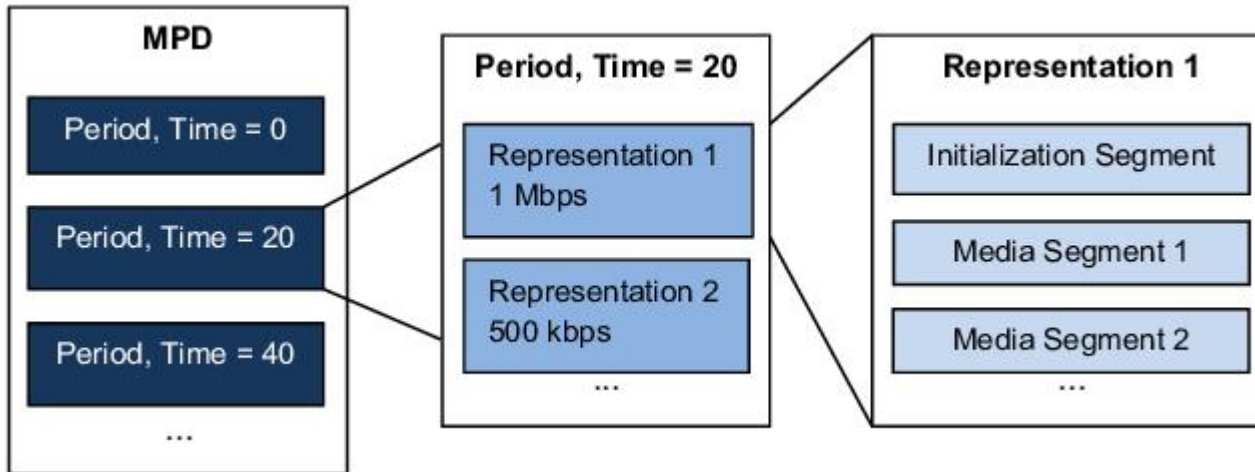 MPD
Period, Time = 0
Period, Time = 20
Period, Time = 40
...
Period, Time = 20
Representation 1
1 Mbps
Representation 2
500 kbps
...
Representation 1
Initialization Segment
Media Segment 1
Media Segment 2
...